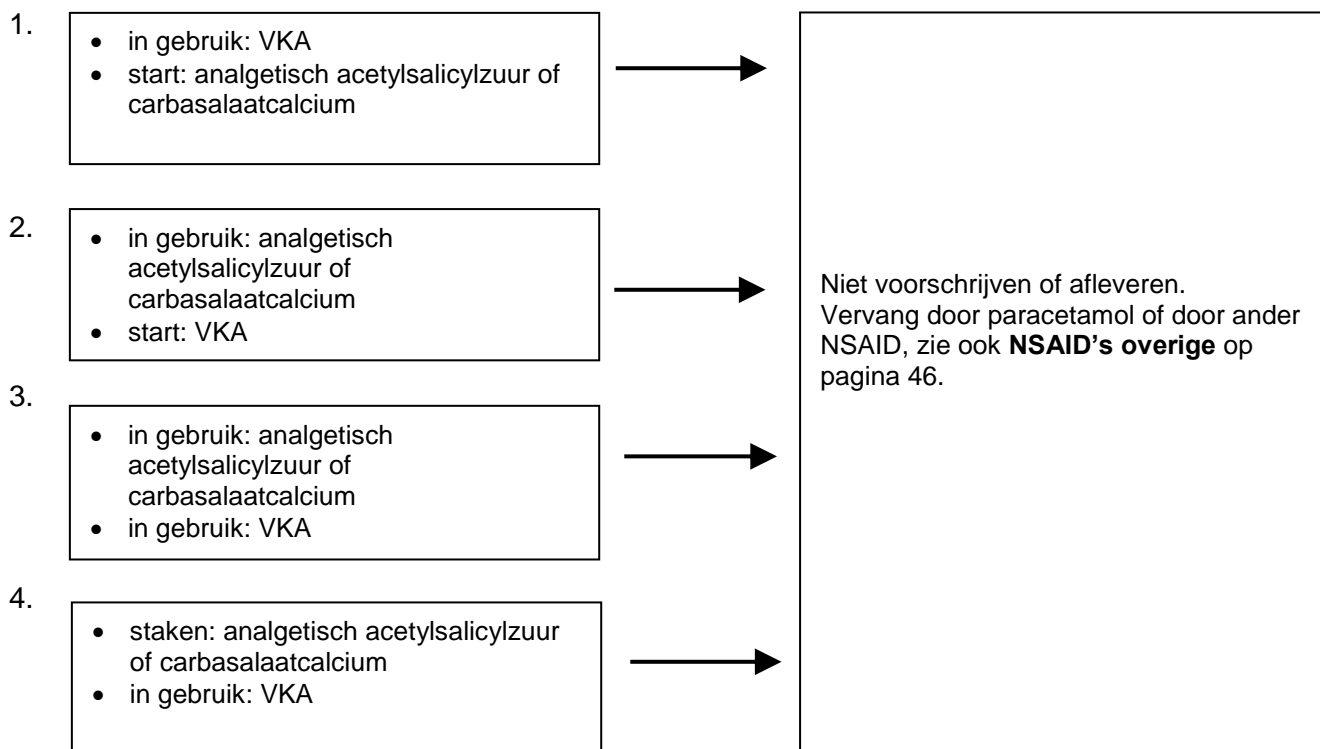 1.
• in gebruik: VKA
• start: analgetisch acetylsalicylzuur of
carbasalaatcalcium
2.
• in gebruik: analgetisch
acetylsalicylzuur of
carbasalaatcalcium
• start: VKA
3.
• in gebruik: analgetisch
acetylsalicylzuur of
carbasalaatcalcium
• in gebruik: VKA
4.
• staken: analgetisch acetylsalicylzuur
of carbasalaatcalcium
• in gebruik: VKA
Niet voorschrijven of afleveren.
Vervang door paracetamol of door ander
NSAID, zie ook NSAID’s overige op
pagina 46.